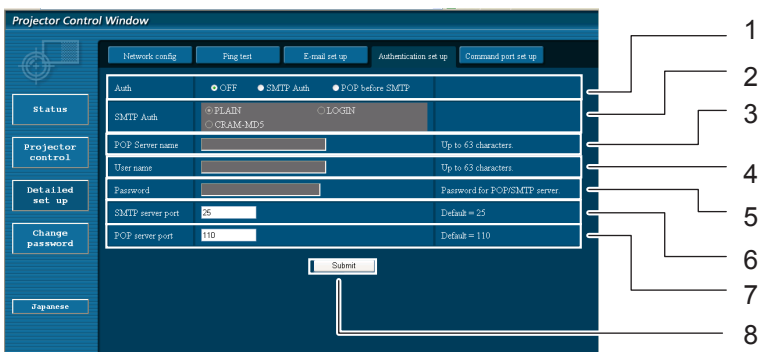 Projector Control Window
Network config Ping test E-mail set up Authentication set up Command port set up
Auth OFF SMTP Auth POP before SMTP
SMTP Auth PLAIN LOGIN
CRAM-MD5
POP Server name Up to 63 characters.
User name Up to 63 characters.
Password Password for POP/SMTP server.
SMTP server port 25 Default = 25
POP server port 110 Default = 110
Submit
Status
Projector
control
Detailed
set up
Change
password
Japanese
1
2
3
4
5
6
7
8